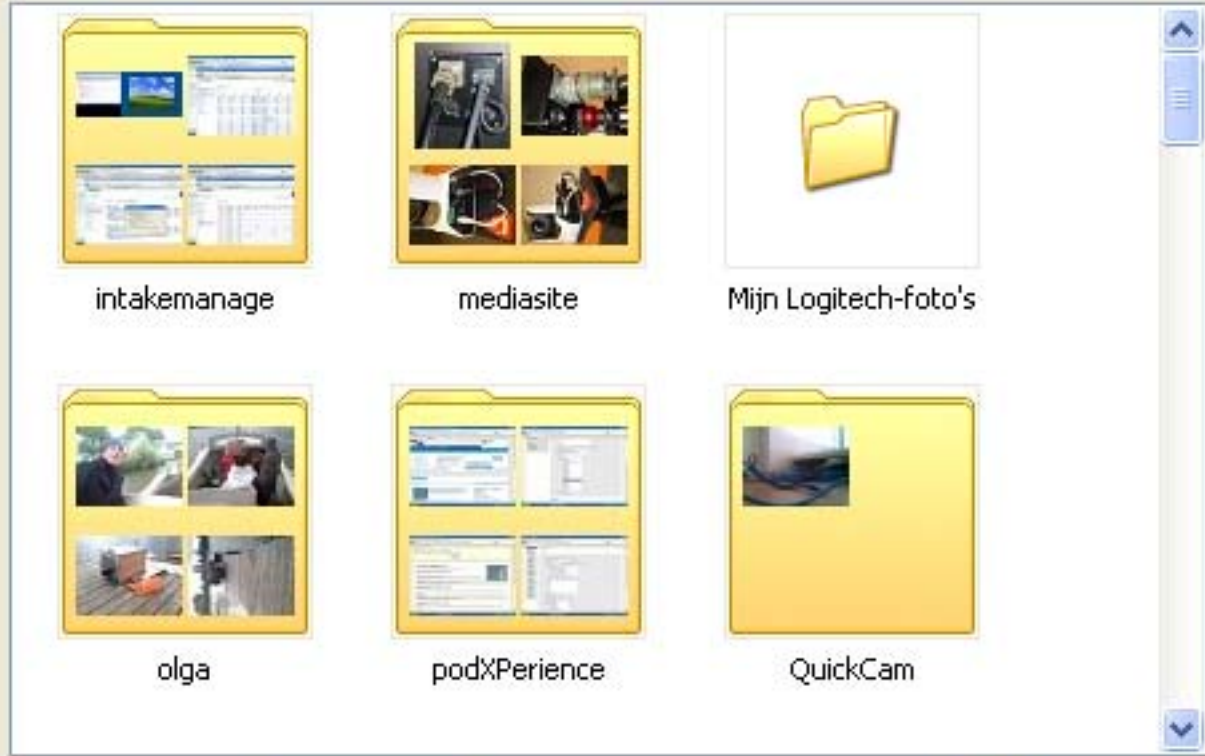 intakemanage
mediasite
Mijn Logitech-foto's
olga
podXPerience
QuickCam